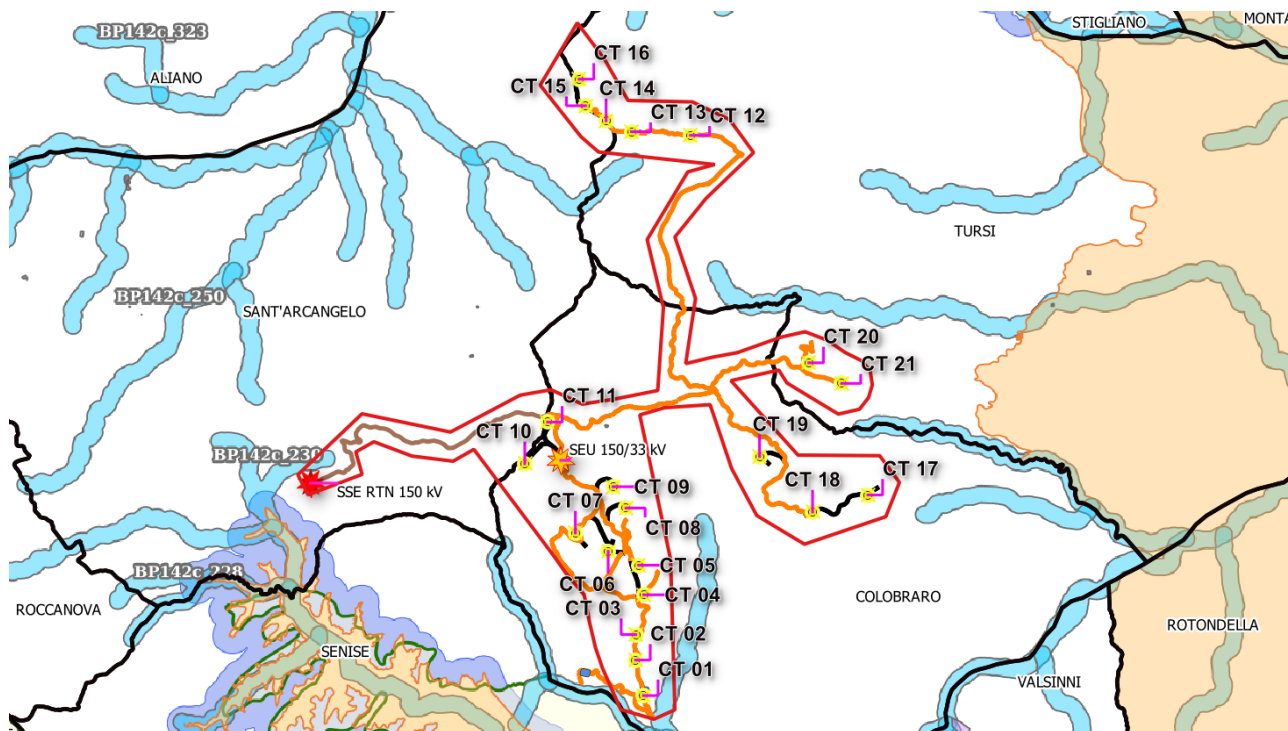 STIGLIANO
MONTA
BP142c_323
ALIANO
CT 16
CT 15
CT 14
CT 13
CT 12
TURSI
BP142c_250
SANT'ARCANGELO
CT 20
CT 21
CT 11
CT 19
CT 10
SEU 150/33 kV
BP142c_230
SSE RTN 150 kV
CT 17
CT 18
CT 09
CT 07
CT 08
CT 05
CT 06
CT 04
BP142c_228
ROCCANOVA
CT 03
CT 02
COLOBRARO
ROTONDELLA
SENISE
CT 01
VALSINNI